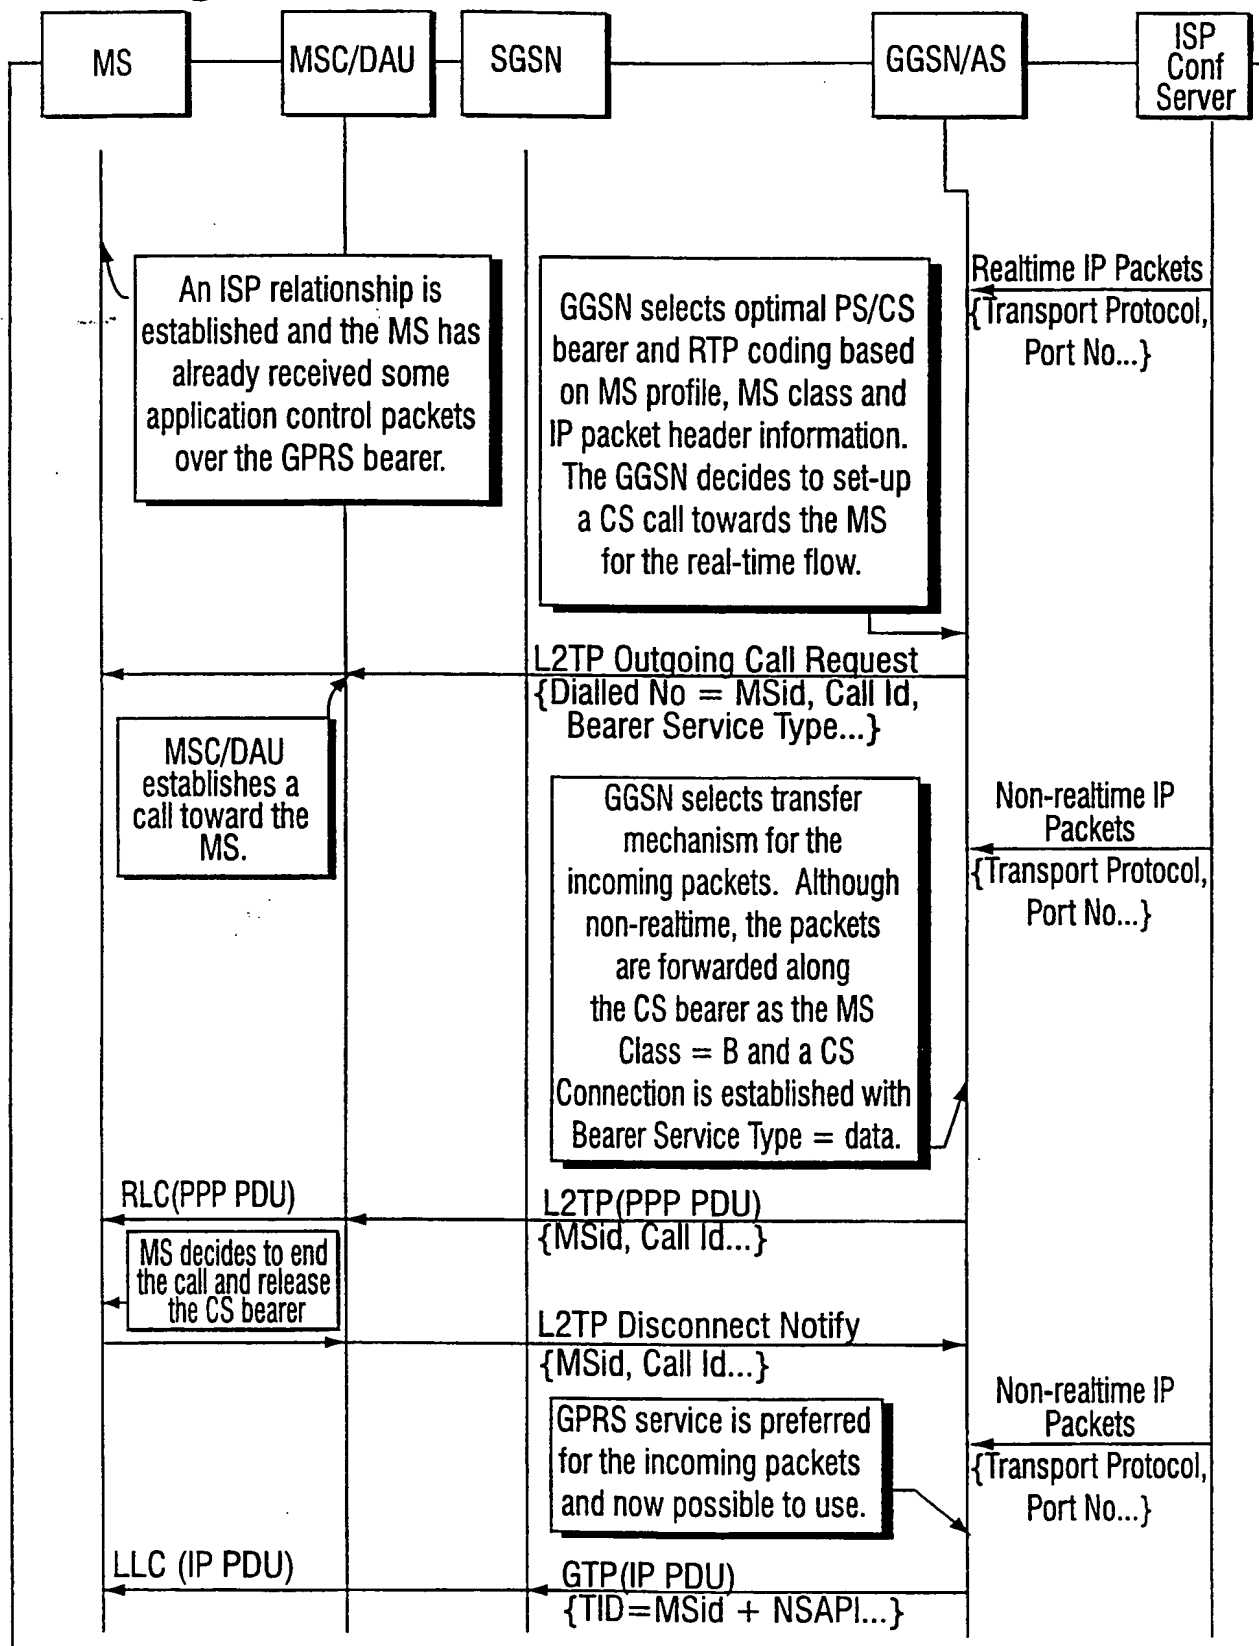 MS
MSC/DAU
SGSN
GGSN/AS
ISP
Conf
Server
An ISP relationship is
established and the MS has
already received some
application control packets
over the GPRS bearer.
GGSN selects optimal PS/CS
bearer and RTP coding based
on MS profile, MS class and
IP packet header information.
The GGSN decides to set-up
a CS call towards the MS
for the real-time flow.
Realtime IP Packets
{Transport Protocol,
Port No...}
L2TP Outgoing Call Request
{Dialled No = MSid, Call Id,
Bearer Service Type...}
MSC/DAU
establishes a
call toward the
MS.
GGSN selects transfer
mechanism for the
incoming packets. Although
non-realtime, the packets
are forwarded along
the CS bearer as the MS
Class = B and a CS
Connection is established with
Bearer Service Type = data.
Non-realtime IP
Packets
{Transport Protocol,
Port No...}
RLC(PPP PDU)
L2TP(PPP PDU)
{MSid, Call Id...}
MS decides to end
the call and release
the CS bearer
L2TP Disconnect Notify
{MSid, Call Id...}
GPRS service is preferred
for the incoming packets
and now possible to use.
Non-realtime IP
Packets
{Transport Protocol,
Port No...}
LLC (IP PDU)
GTP(IP PDU)
{TID=MSid + NSAPI...}